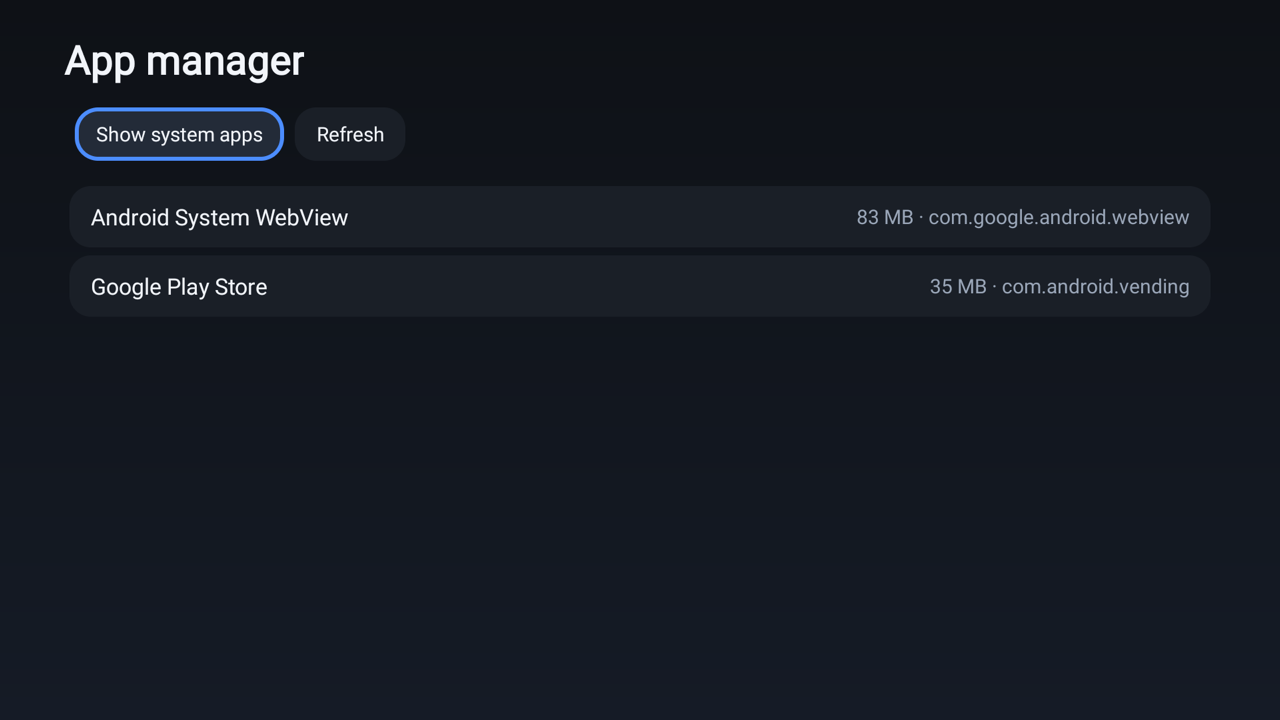 App manager
Show system apps Refresh
Android System WebView 83 MB · com.google.android.webview
Google Play Store 35 MB · com.android.vending